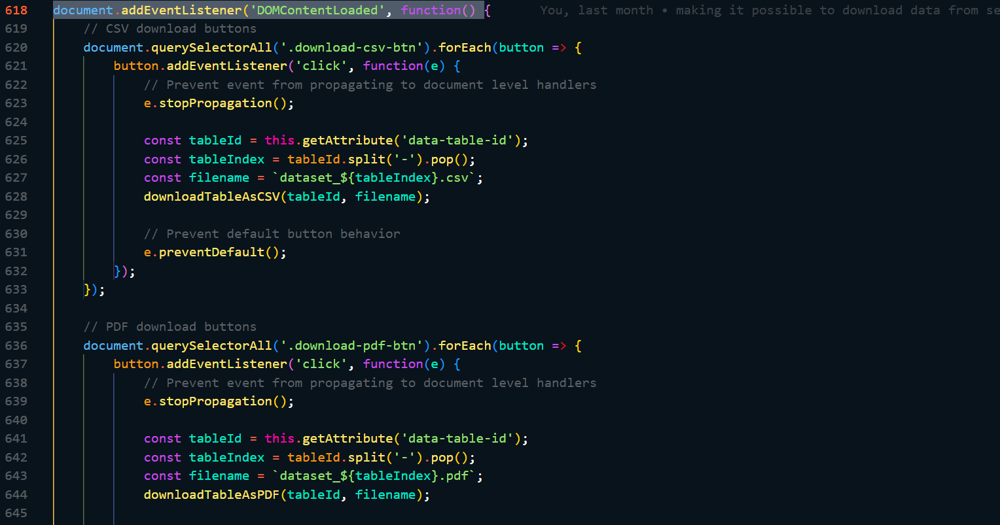 618 document.addEventListener('DOMContentLoaded', function() { You, last month • making it possible to download data from se
619 // CSV download buttons
620 document.querySelectorAll('.download-csv-btn').forEach(button => {
621 button.addEventListener('click', function(e) {
622 // Prevent event from propagating to document level handlers
623 e.stopPropagation();
624
625 const tableId = this.getAttribute('data-table-id');
626 const tableIndex = tableId.split('-').pop();
627 const filename = `dataset_${tableIndex}.csv`;
628 downloadTableAsCSV(tableId, filename);
629
630 // Prevent default button behavior
631 e.preventDefault();
632 });
633 });
634
635 // PDF download buttons
636 document.querySelectorAll('.download-pdf-btn').forEach(button => {
637 button.addEventListener('click', function(e) {
638 // Prevent event from propagating to document level handlers
639 e.stopPropagation();
640
641 const tableId = this.getAttribute('data-table-id');
642 const tableIndex = tableId.split('-').pop();
643 const filename = `dataset_${tableIndex}.pdf`;
644 downloadTableAsPDF(tableId, filename);
645